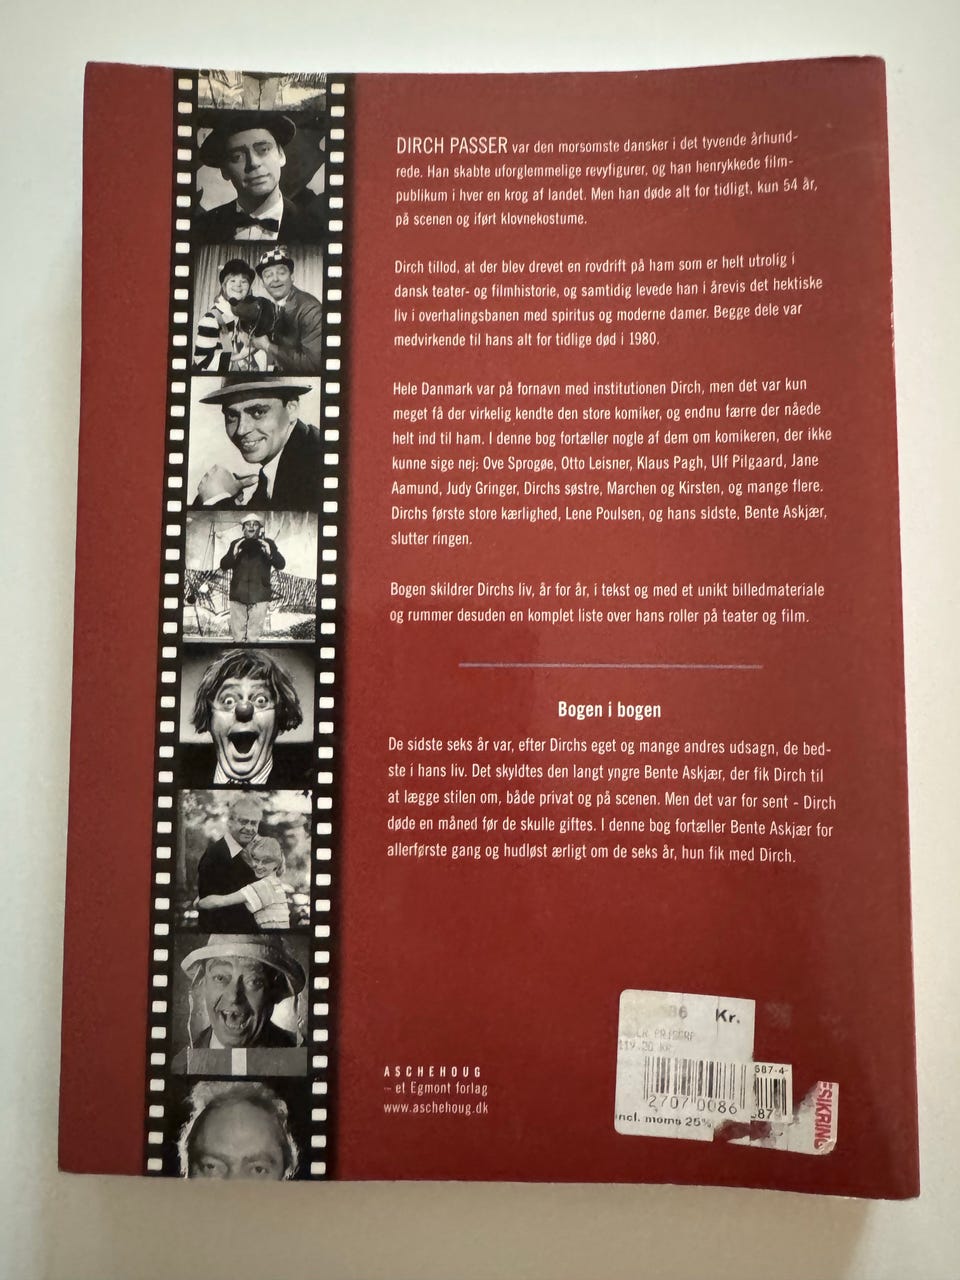 DIRCH PASSER var den morsomste dansker i det tyvende århund-
rede. Han skabte uforglemmelige revyfigurer, og han henrykkede film-
publikum i hver en krog af landet. Men han døde alt for tidligt, kun 54 år,
på scenen og iført klovnekostume.
Dirch tillod, at der blev drevet en rovdrift på ham som er helt utrolig i
dansk teater- og filmhistorie, og samtidig levede han i årevis det hektiske
liv i overhalingsbanen med spiritus og moderne damer. Begge dele var
medvirkende til hans alt for tidlige død i 1980.
Hele Danmark var på fornavn med institutionen Dirch, men det var kun
meget få der virkelig kendte den store komiker, og endnu færre der nåede
helt ind til ham. I denne bog fortæller nogle af dem om komikeren, der ikke
kunne sige nej: Ove Sprogøe, Otto Leisner, Klaus Pagh, Ulf Pilgaard, Jane
Aamund, Judy Gringer, Dirchs søstre, Marchen og Kirsten, og mange flere.
Dirchs første store kærlighed, Lene Poulsen, og hans sidste, Bente Askjær,
slutter ringen.
Bogen skildrer Dirchs liv, år for år, i tekst og med et unikt billedmateriale
og rummer desuden en komplet liste over hans roller på teater og film.
Bogen i bogen
De sidste seks år var, efter Dirchs eget og mange andres udsagn, de bed-
ste i hans liv. Det skyldtes den langt yngre Bente Askjær, der fik Dirch til
at lægge stilen om, både privat og på scenen. Men det var for sent - Dirch
døde en måned før de skulle giftes. I denne bog fortæller Bente Askjær for
allerførste gang og hudløst ærligt om de seks år, hun fik med Dirch.
ASCHEHOUG
– et Egmont forlag
www.aschehoug.dk
86 Kr.
119.20 KR
687-4
2707 0086
87
incl. moms 25%